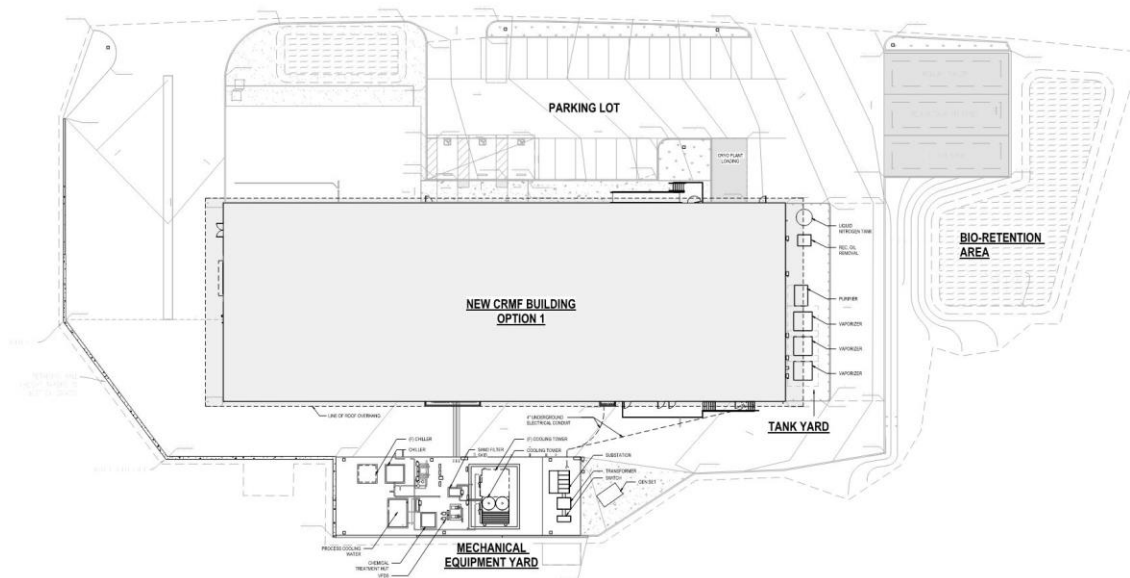 PARKING LOT
CRYO PLANT
LOADING
LIQUID
NITROGEN TANK
REC. OIL
REMOVAL
BIO-RETENTION
AREA
PURIFIER
NEW CRMF BUILDING
OPTION 1
VAPORIZER
VAPORIZER
VAPORIZER
LINE OF ROOF OVERHANG
4" UNDERGROUND
ELECTRICAL CONDUIT
TANK YARD
(F) CHILLER
CHILLER
SAND FILTER
(F) COOLING TOWER
COOLING TOWER
SUBSTATION
TRANSFORMER
SWITCH
GEN SET
PROCESS COOLING
WATER
CHEMICAL
TREATMENT
MECHANICAL
EQUIPMENT YARD